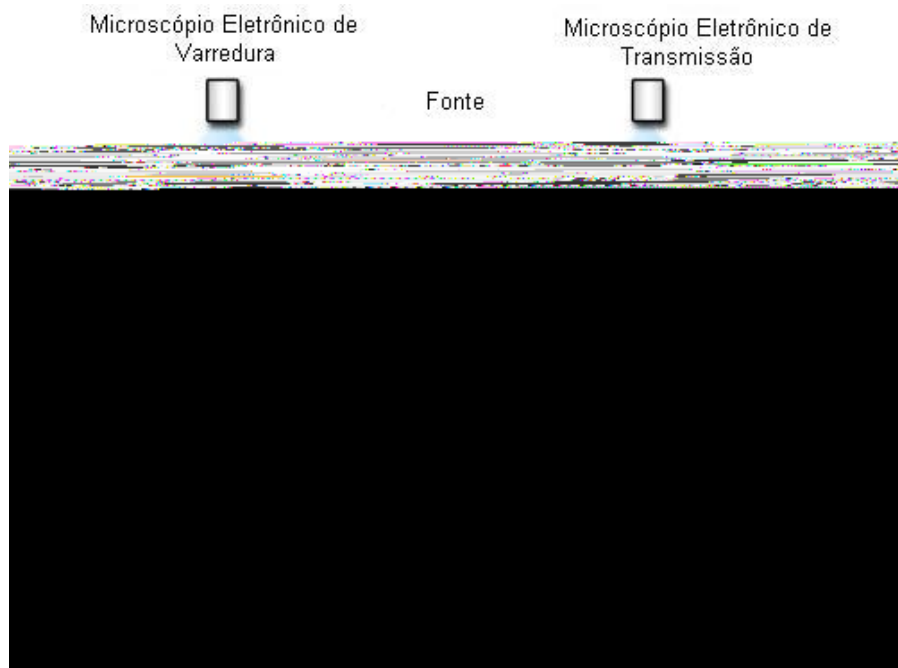 Microscópio Eletrônico de
Varredura
Microscópio Eletrônico de
Transmissão
Fonte